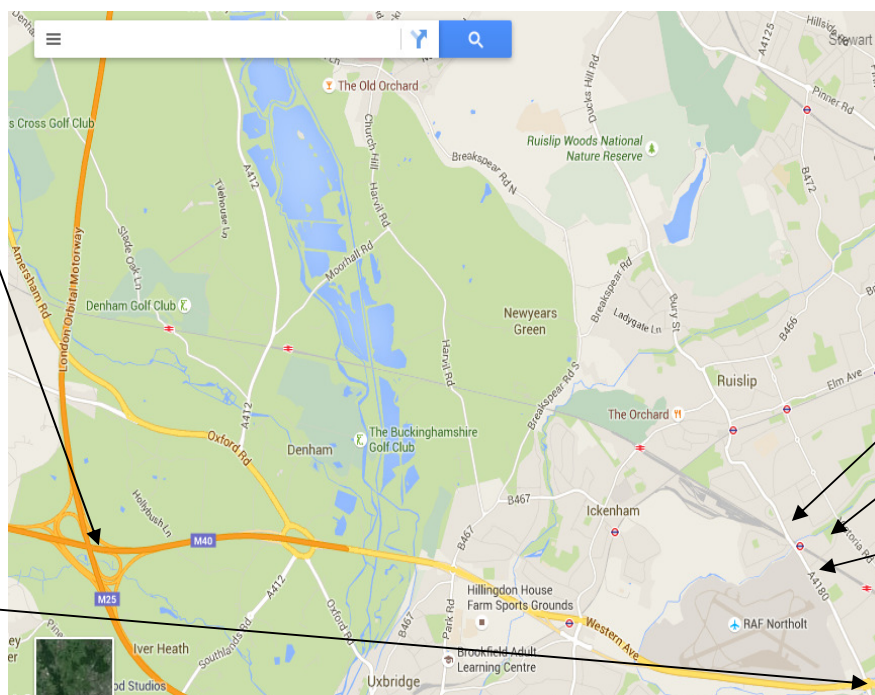 Hillside Rd
Stewart
A4125
Pinner Rd
The Old Orchard
Ducks Hill Rd
s Cross Golf Club
A412
Church Hill
Ruislip Woods National
Nature Reserve
Breakspear Rd N
B472
Tilehouse Ln
Harvil Rd
Slade Oak Ln
Moorhall Rd
Amersham Rd
London Orbital Motorway
Breakspear Rd
Bury St
Denham Golf Club
Newyears
Green
Ladygate Ln
B466
Harvil Rd
Ruislip
Elm Ave
Breakspear Rd S
The Orchard
A412
Oxford Rd
The Buckinghamshire
Golf Club
Denham
Hollybush Ln
B467
Ickenham
M40
B467
A4180
M25
A412
Hillingdon House
Farm Sports Grounds
Oxford Rd
B467
Park Rd
Western Ave
RAF Northolt
Southlands Rd
Iver Heath
Brookfield Adult
Learning Centre
od Studios
Uxbridge